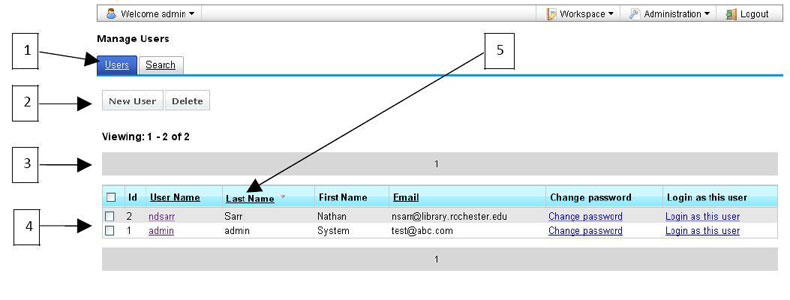 Welcome admin Workspace Administration Logout
Manage Users
1 5
Users Search
2 New User Delete
Viewing: 1 - 2 of 2
3 1
Id User Name Last Name First Name Email Change password Login as this user
2 ndsarr Sarr Nathan nsarr@library.rochester.edu Change password Login as this user
4 1 admin admin System test@abc.com Change password Login as this user
1